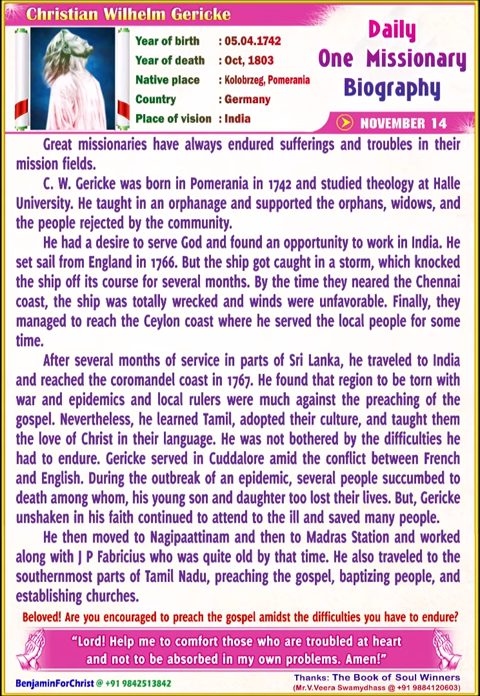 Christian Wilhelm Gericke
Daily
One Missionary
Biography
Year of birth : 05.04.1742
Year of death : Oct, 1803
Native place : Kolobrzeg, Pomerania
Country : Germany
Place of vision : India
NOVEMBER 14
Great missionaries have always endured sufferings and troubles in their
mission fields.
C. W. Gericke was born in Pomerania in 1742 and studied theology at Halle
University. He taught in an orphanage and supported the orphans, widows, and
the people rejected by the community.
He had a desire to serve God and found an opportunity to work in India. He
set sail from England in 1766. But the ship got caught in a storm, which knocked
the ship off its course for several months. By the time they neared the Chennai
coast, the ship was totally wrecked and winds were unfavorable. Finally, they
managed to reach the Ceylon coast where he served the local people for some
time.
After several months of service in parts of Sri Lanka, he traveled to India
and reached the coromandel coast in 1767. He found that region to be torn with
war and epidemics and local rulers were much against the preaching of the
gospel. Nevertheless, he learned Tamil, adopted their culture, and taught them
the love of Christ in their language. He was not bothered by the difficulties he
had to endure. Gericke served in Cuddalore amid the conflict between French
and English. During the outbreak of an epidemic, several people succumbed to
death among whom, his young son and daughter too lost their lives. But, Gericke
unshaken in his faith continued to attend to the ill and saved many people.
He then moved to Nagipaattinam and then to Madras Station and worked
along with J P Fabricius who was quite old by that time. He also traveled to the
southernmost parts of Tamil Nadu, preaching the gospel, baptizing people, and
establishing churches.
Beloved! Are you encouraged to preach the gospel amidst the difficulties you have to endure?
“Lord! Help me to comfort those who are troubled at heart
and not to be absorbed in my own problems. Amen!”
BenjaminForChrist @ +91 9842513842
Thanks: The Book of Soul Winners
(Mr.V.Veera Swamydhass @ +91 9884120603)